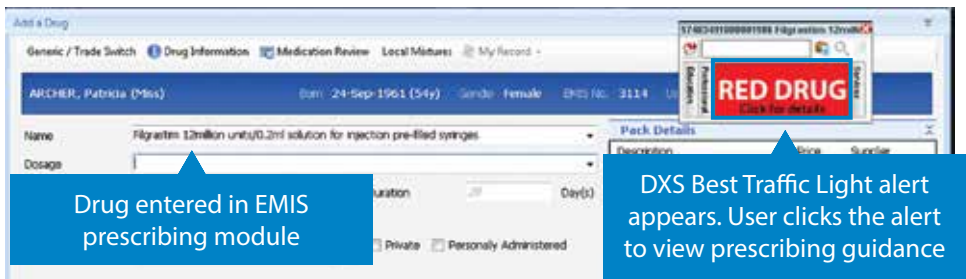 Add a Drug
57403491000001986 Filgrastim 12million
Generic / Trade Switch Drug Information Medication Review Local Mixtures My Record
ARCHER, Patricia (Miss) Born 24-Sep-1961 (54y) Gender Female EMIS No. 3114
Education
Professional
Services
RED DRUG
Click for details
Name Filgrastim 12million units/0.2ml solution for injection pre-filled syringes
Pack Details
Description Price Supplier
Dosage
Duration 28 Day(s)
Private Personally Administered
Drug entered in EMIS
prescribing module
DXS Best Traffic Light alert
appears. User clicks the alert
to view prescribing guidance